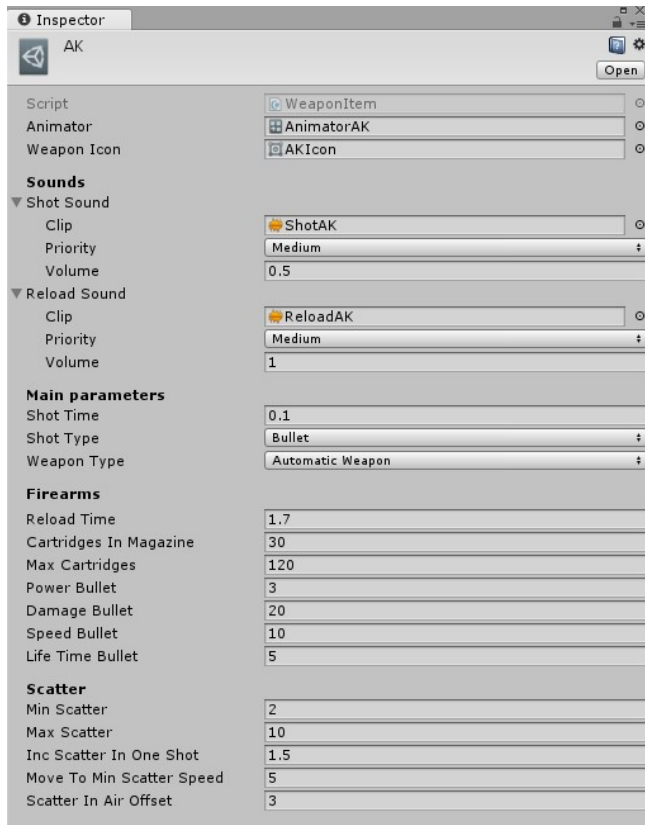 Inspector
AK
Open
Script WeaponItem
Animator AnimatorAK
Weapon Icon AKIcon
Sounds
Shot Sound
Clip ShotAK
Priority Medium
Volume 0.5
Reload Sound
Clip ReloadAK
Priority Medium
Volume 1
Main parameters
Shot Time 0.1
Shot Type Bullet
Weapon Type Automatic Weapon
Firearms
Reload Time 1.7
Cartridges In Magazine 30
Max Cartridges 120
Power Bullet 3
Damage Bullet 20
Speed Bullet 10
Life Time Bullet 5
Scatter
Min Scatter 2
Max Scatter 10
Inc Scatter In One Shot 1.5
Move To Min Scatter Speed 5
Scatter In Air Offset 3